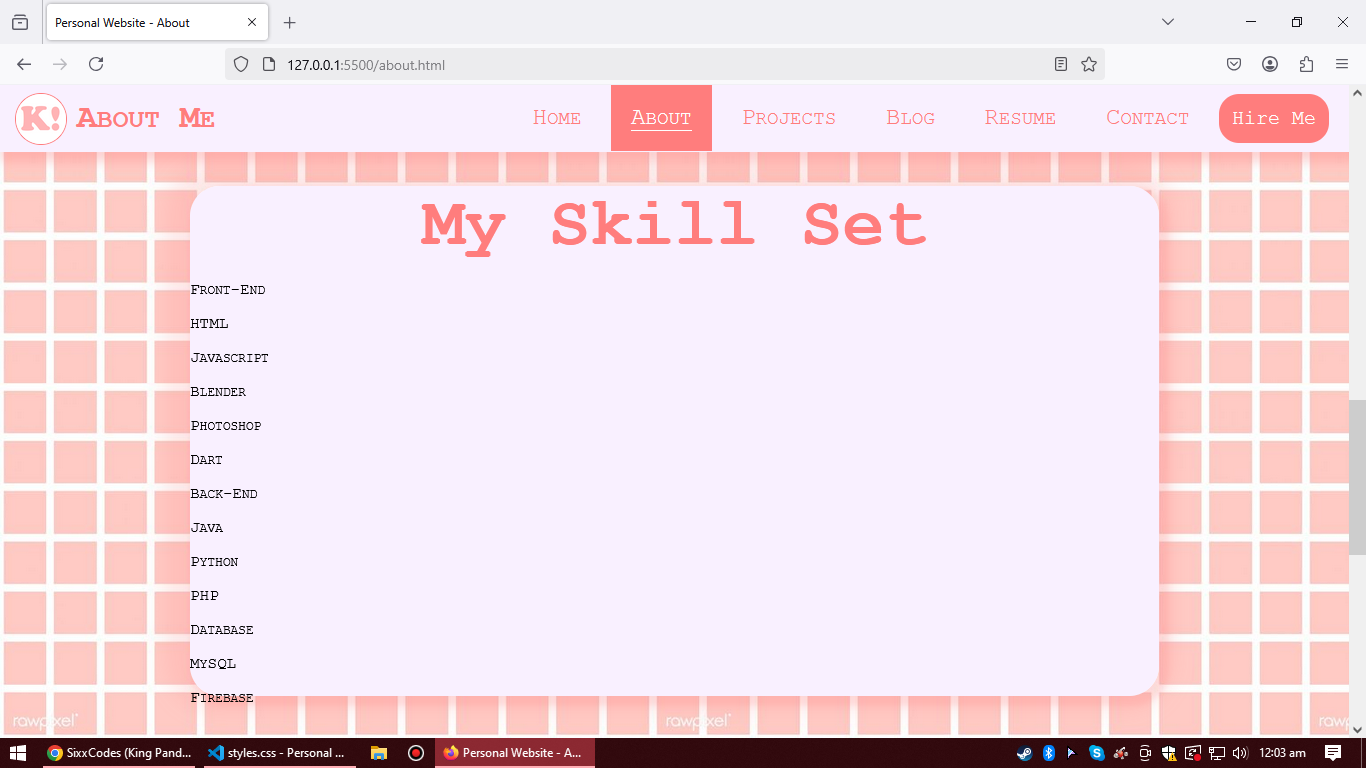 Personal Website - About
127.0.0.1:5500/about.html
K! About Me Home About Projects Blog Resume Contact Hire Me
My Skill Set
Front-End
HTML
Javascript
Blender
Photoshop
Dart
Back-End
Java
Python
PHP
Database
MySQL
Firebase
rawpixel rawpixel rawp
SixxCodes (King Pand... styles.css - Personal ... Personal Website - A... 12:03 am